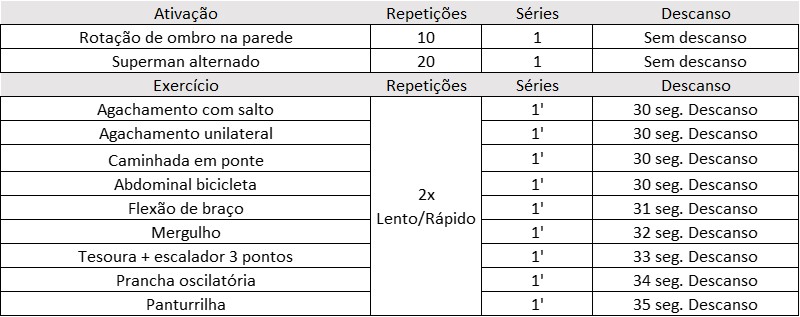 Ativação Repetições Séries Descanso
Rotação de ombro na parede 10 1 Sem descanso
Superman alternado 20 1 Sem descanso
Exercício Repetições Séries Descanso
Agachamento com salto 1' 30 seg. Descanso
Agachamento unilateral 1' 30 seg. Descanso
Caminhada em ponte 1' 30 seg. Descanso
Abdominal bicicleta 1' 30 seg. Descanso
2x
Lento/Rápido
Flexão de braço 1' 31 seg. Descanso
Mergulho 1' 32 seg. Descanso
Tesoura + escalador 3 pontos 1' 33 seg. Descanso
Prancha oscilatória 1' 34 seg. Descanso
Panturrilha 1' 35 seg. Descanso